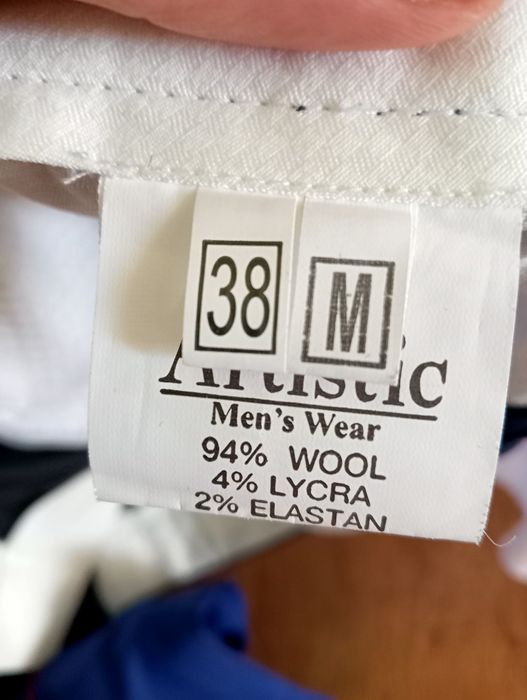 38
M
Artistic
Men's Wear
94% WOOL
4% LYCRA
2% ELASTAN